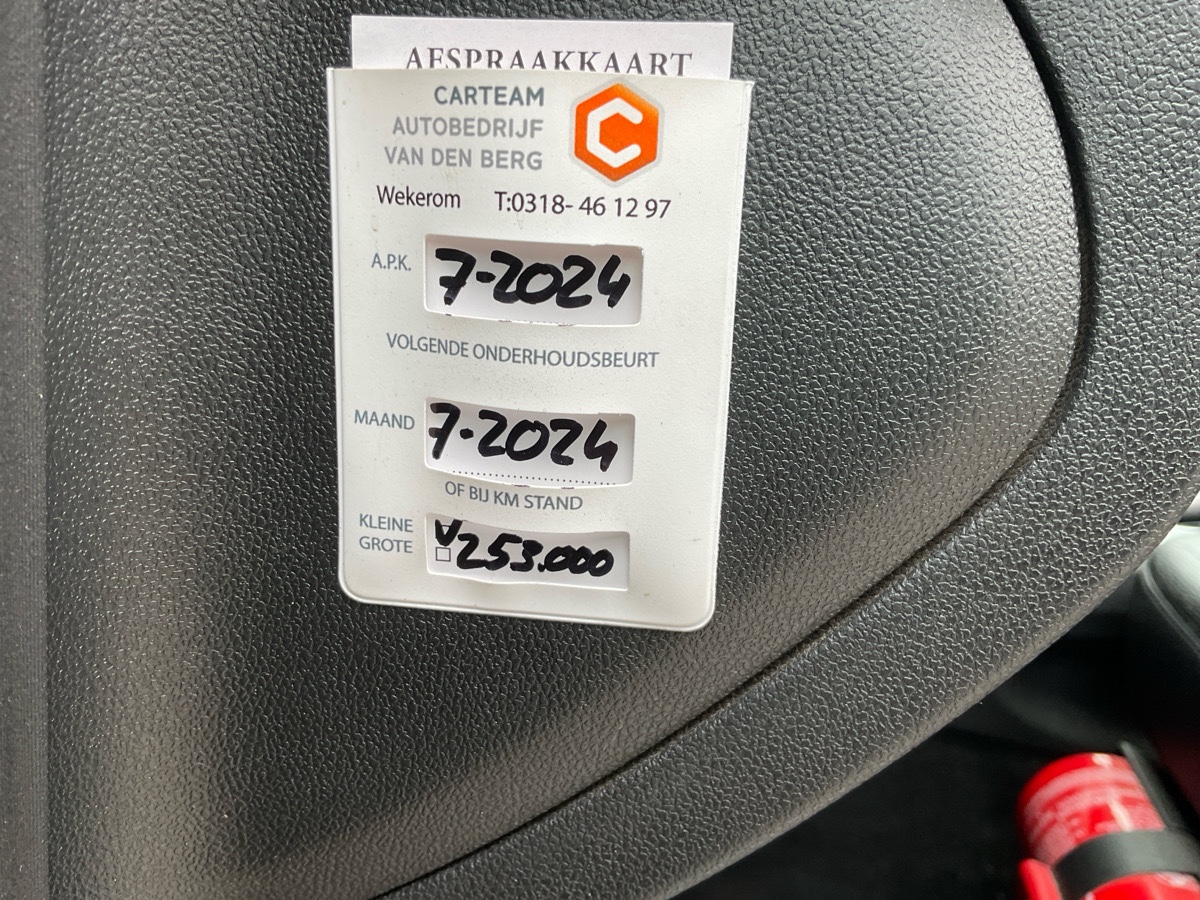 AFSPRAAKKAART
CARTEAM
AUTOBEDRIJF
VAN DEN BERG
Wekerom T:0318- 46 12 97
A.P.K. 7-2024
VOLGENDE ONDERHOUDSBEURT
MAAND 7-2024
OF BIJ KM STAND
KLEINE
GROTE 253.000